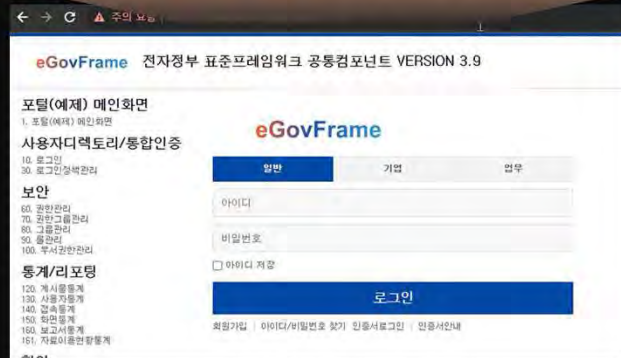 주의 요함
eGovFrame 전자정부 표준프레임워크 공통컴포넌트 VERSION 3.9
포털(예제) 메인화면
1. 포털(예제) 메인화면
사용자디렉토리/통합인증
10. 로그인
30. 로그인정책관리
보안
60. 권한관리
70. 권한그룹관리
80. 그룹관리
90. 롤관리
100. 부서권한관리
통계/리포팅
120. 게시물통계
130. 사용자통계
140. 접속통계
150. 화면통계
160. 보고서통계
161. 자료이용현황통계
eGovFrame
일반 기업 업무
아이디
비밀번호
아이디 저장
로그인
회원가입 아이디/비밀번호 찾기 인증서로그인 인증서안내